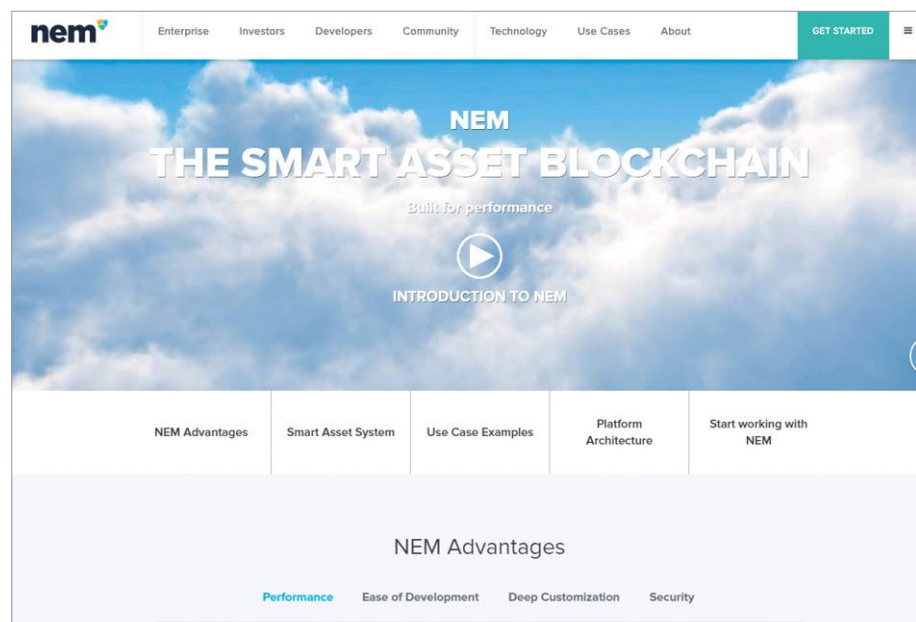 nem
Enterprise Investors Developers Community Technology Use Cases About GET STARTED
NEM
THE SMART ASSET BLOCKCHAIN
Built for performance
INTRODUCTION TO NEM
NEM Advantages
Smart Asset System
Use Case Examples
Platform
Architecture
Start working with
NEM
NEM Advantages
Performance Ease of Development Deep Customization Security